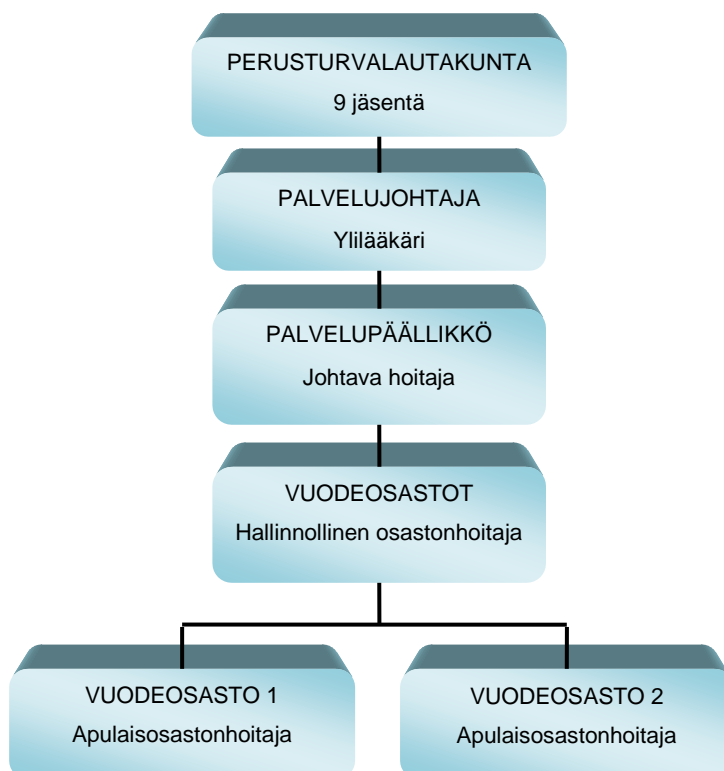 PERUSTURVALAUTAKUNTA
9 jäsentä
PALVELUJOHTAJA
Ylilääkäri
PALVELUPÄÄLLIKKÖ
Johtava hoitaja
VUODEOSASTOT
Hallinnollinen osastonhoitaja
VUODEOSASTO 1
Apulaisosastonhoitaja
VUODEOSASTO 2
Apulaisosastonhoitaja